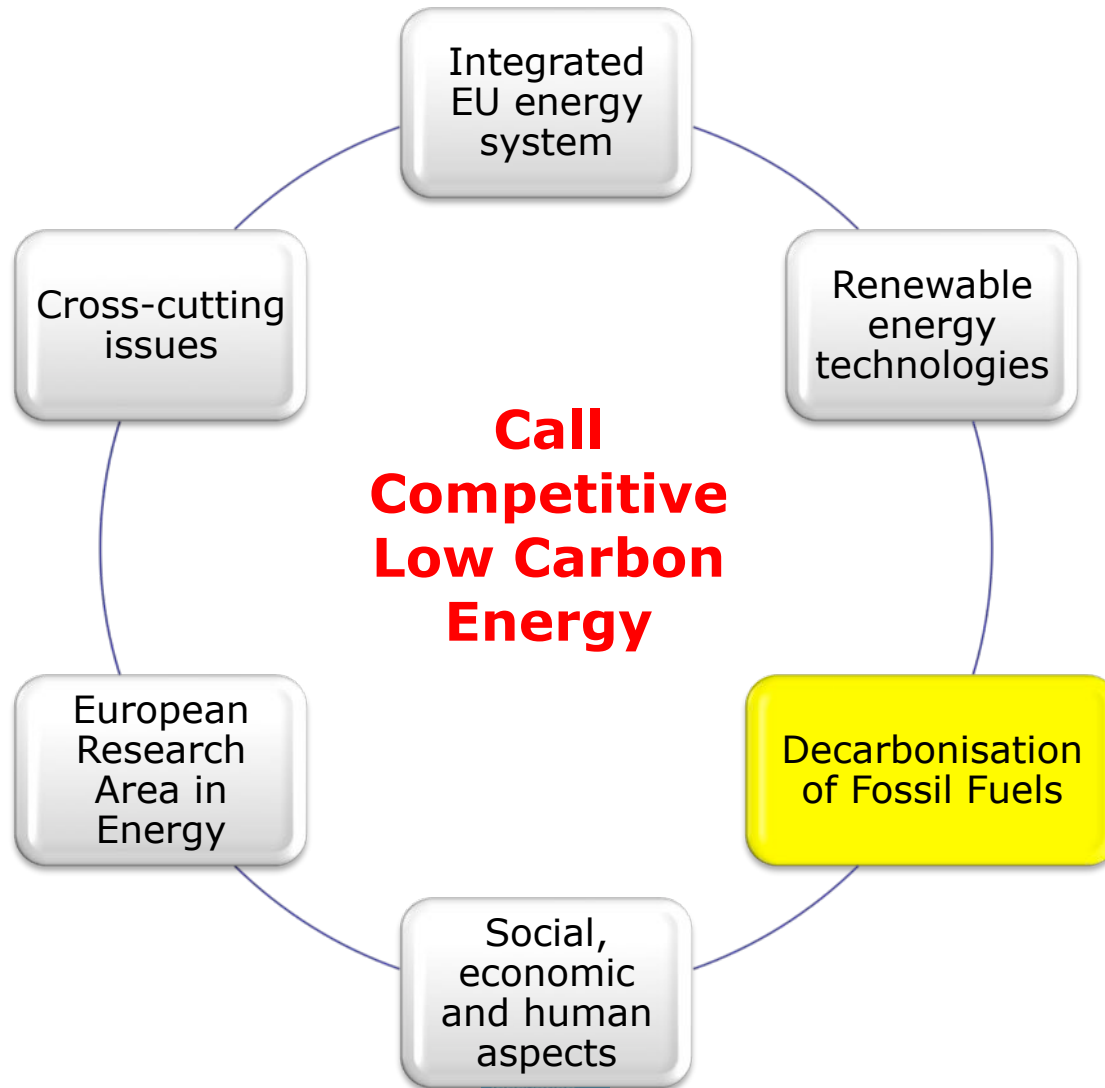 Integrated
EU energy
system
Cross-cutting
issues
Renewable
energy
technologies
Call
Competitive
Low Carbon
Energy
European
Research
Area in
Energy
Decarbonisation
of Fossil Fuels
Social,
economic
and human
aspects